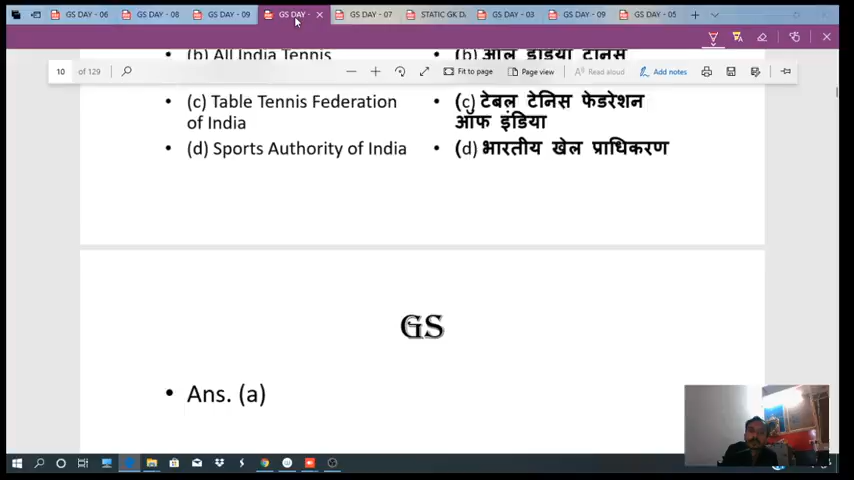 GS DAY - 06
GS DAY - 08
GS DAY - 09
GS DAY -
GS DAY - 07
STATIC GK D
GS DAY - 03
GS DAY - 09
GS DAY - 05
10 of 129
Fit to page
Page view
Read aloud
Add notes
• (b) All India Tennis
• (c) Table Tennis Federation
of India
• (d) Sports Authority of India
• (b) ऑल इंडिया टेनिस
• (c) टेबल टेनिस फेडरेशन
ऑफ इंडिया
• (d) भारतीय खेल प्राधिकरण
GS
• Ans. (a)